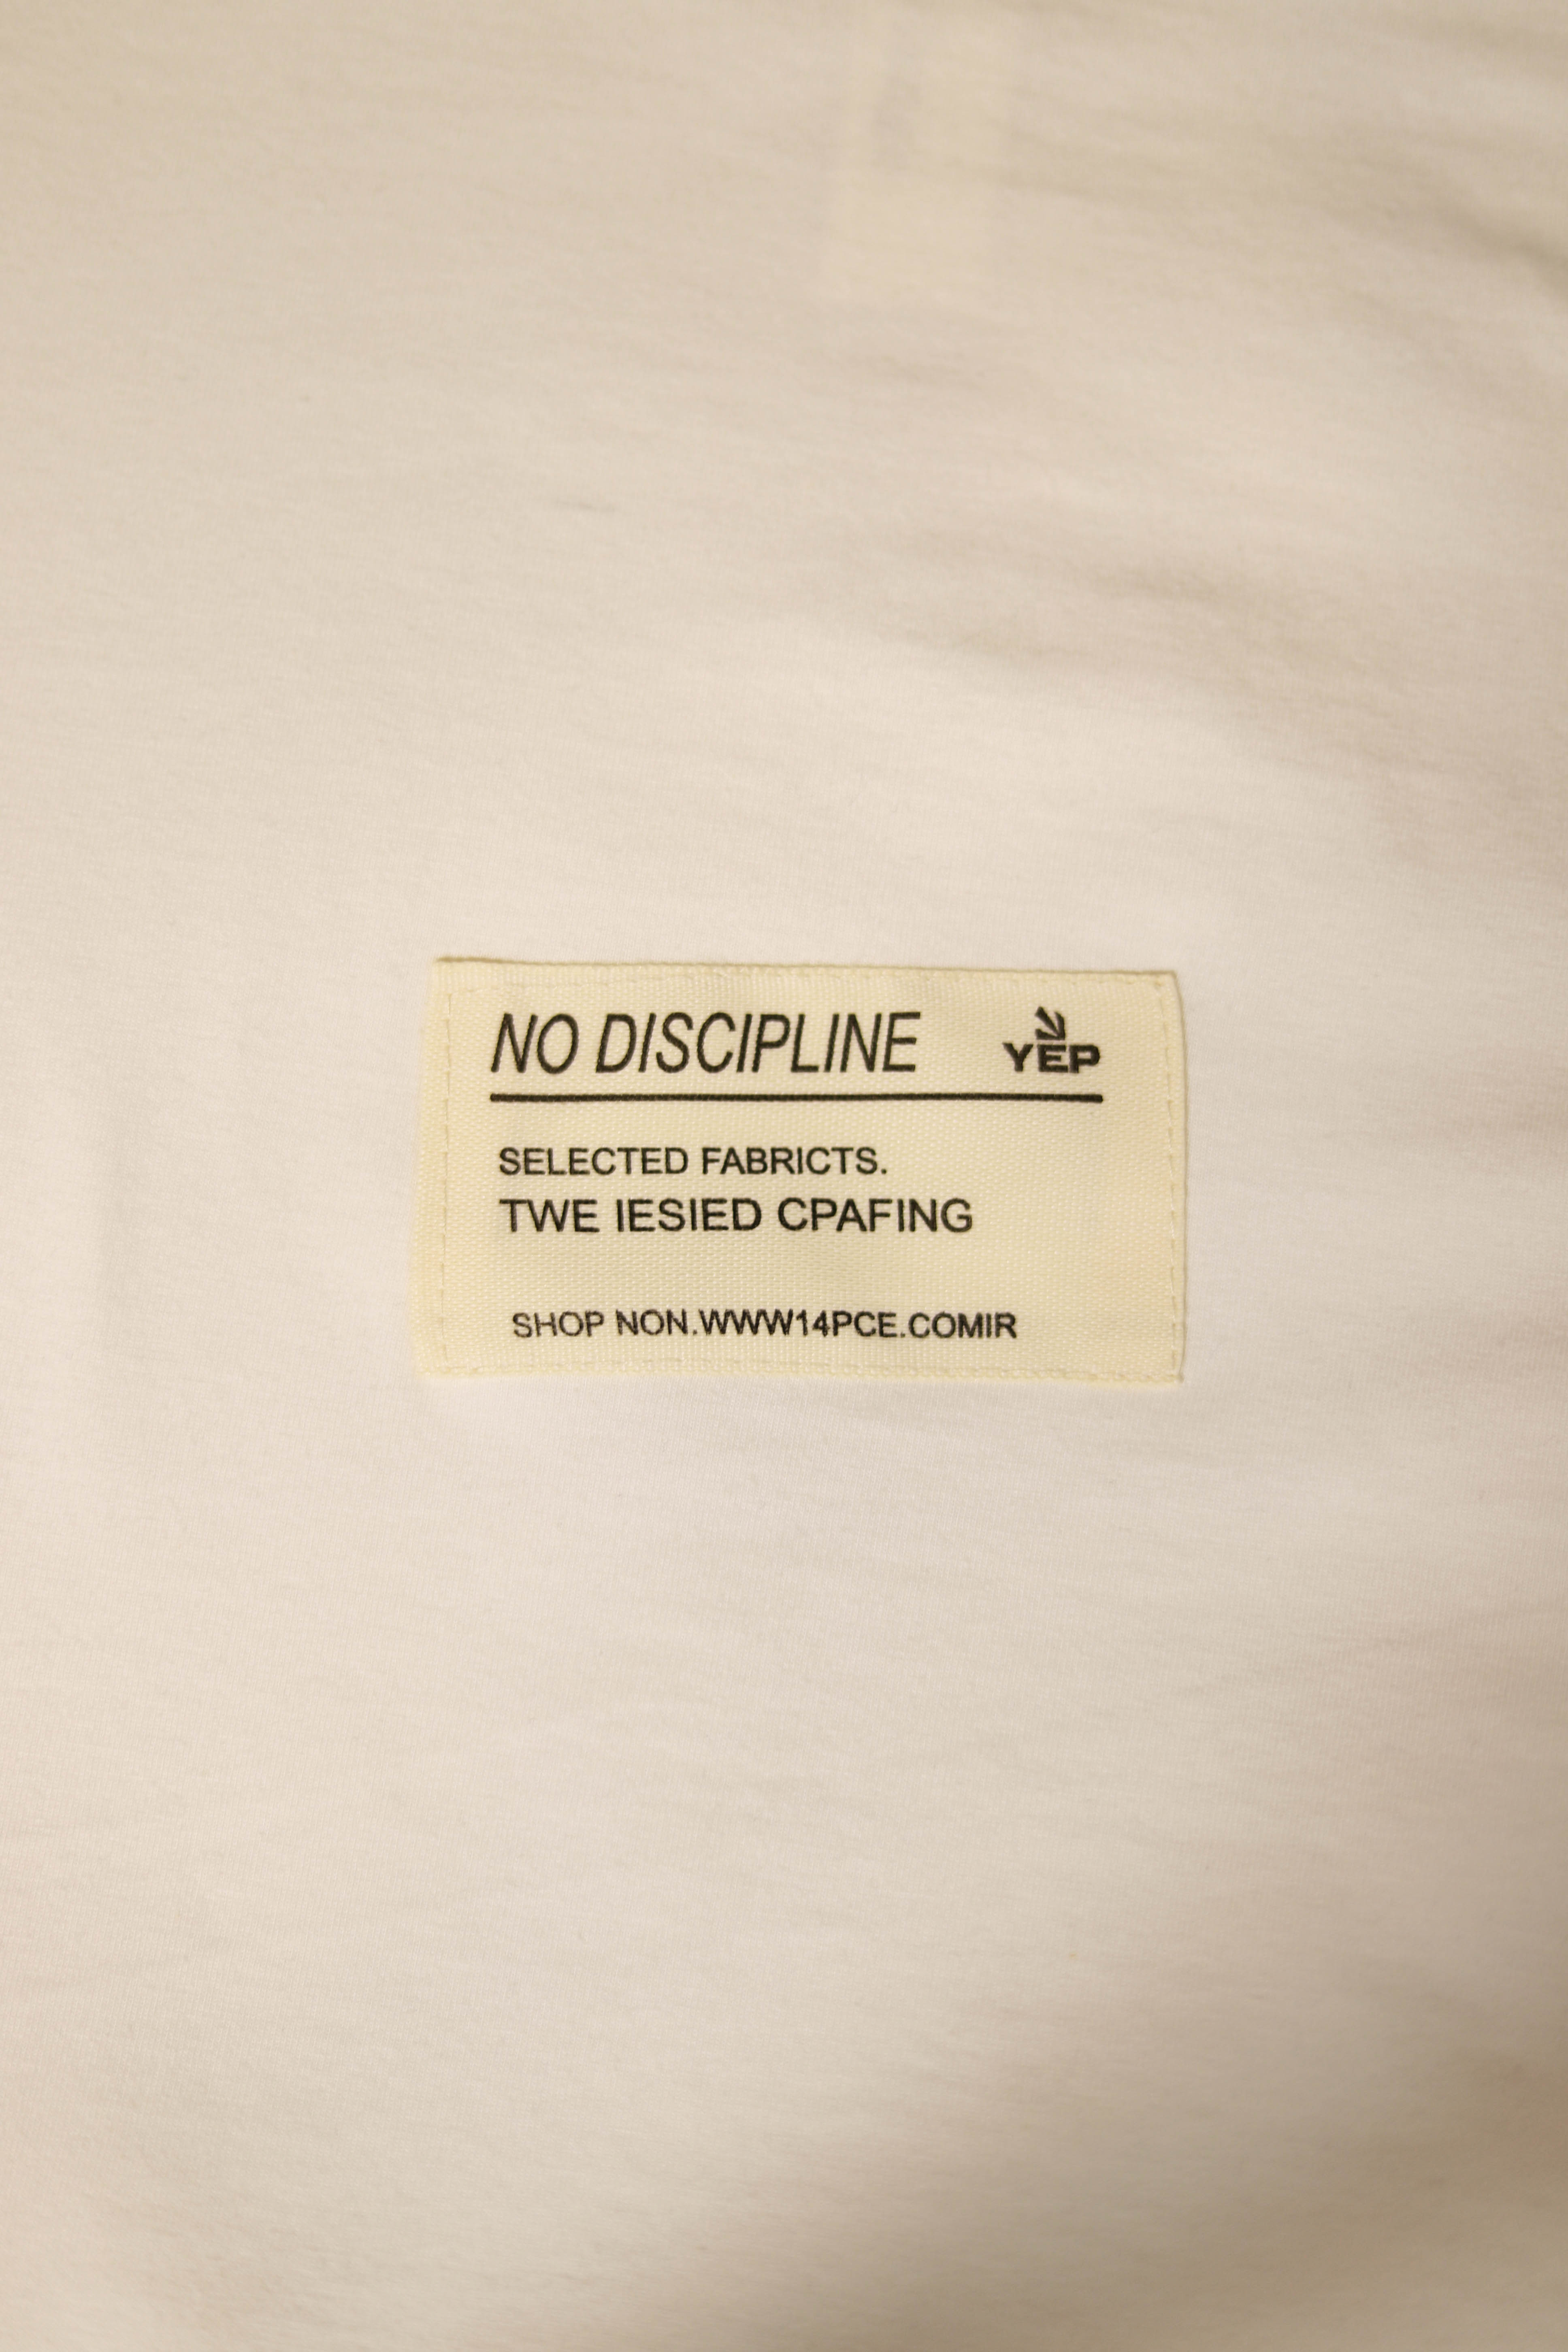 NO DISCIPLINE YEP
SELECTED FABRICTS.
TWE IESIED CPAFING
SHOP NON.WWW14PCE.COMIR